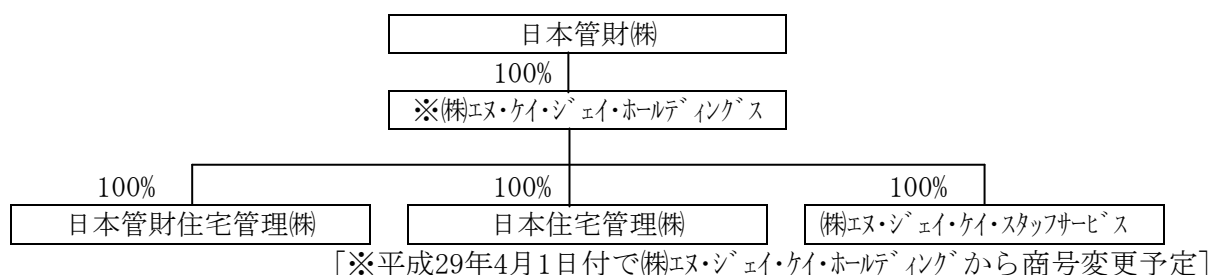 日本管財㈱
100%
※㈱ｴﾇ・ｹｲ・ｼﾞｪｲ・ﾎｰﾙﾃﾞｨﾝｸﾞｽ
100% 100% 100%
日本管財住宅管理㈱ 日本住宅管理㈱ ㈱ｴﾇ・ｼﾞｪｲ・ｹｲ・ｽﾀｯﾌｻｰﾋﾞｽ
[※平成29年4月1日付で㈱ｴﾇ・ｼﾞｪｲ・ｹｲ・ﾎｰﾙﾃﾞｨﾝｸﾞから商号変更予定]